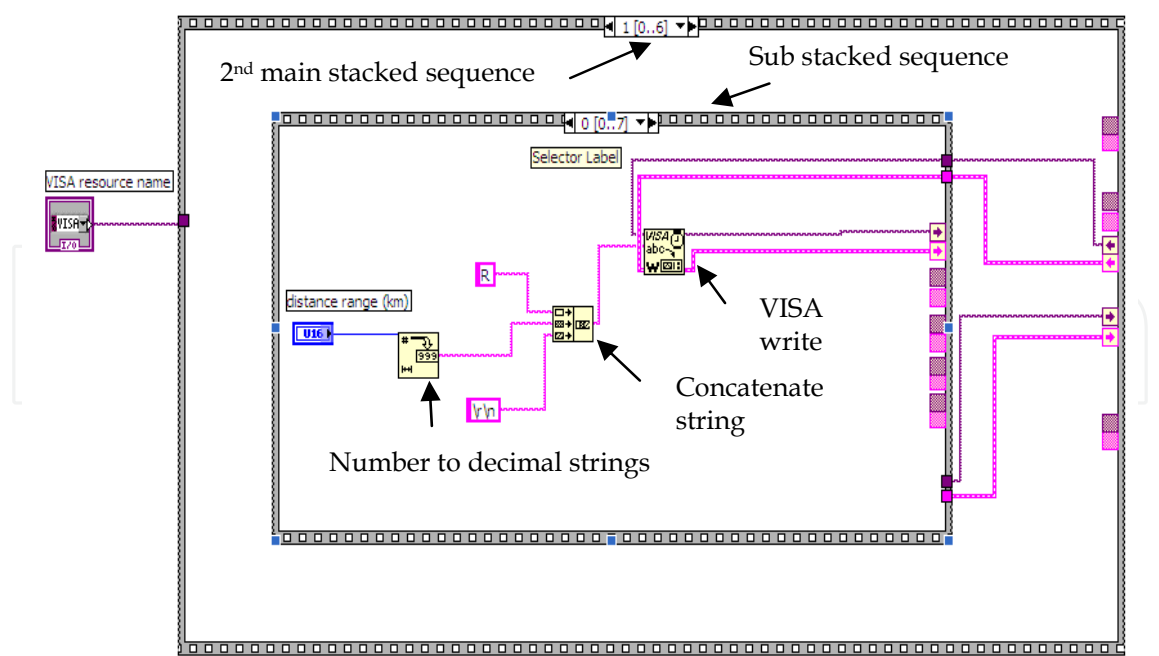 1 [0..6]
2nd main stacked sequence
Sub stacked sequence
0 [0..7]
Selector Label
VISA resource name
VISA
I/O
VISA
abc
W
R
distance range (km)
U16
#
999
VISA
write
\r\n
Concatenate
string
Number to decimal strings